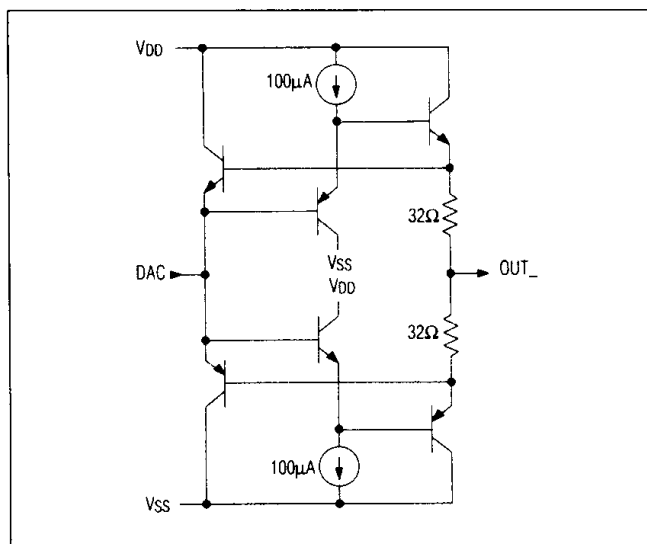 VDD
100µA
32Ω
VSS
DAC
OUT_
VDD
32Ω
100µA
VSS